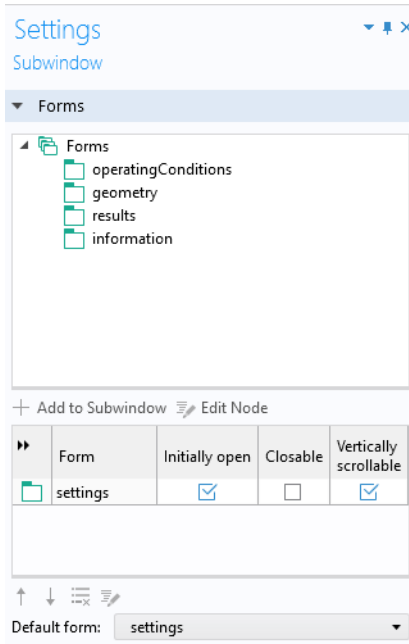 Settings
Subwindow
Forms
Forms
operatingConditions
geometry
results
information
Add to Subwindow Edit Node
Form Initially open Closable Vertically scrollable
settings
Default form: settings